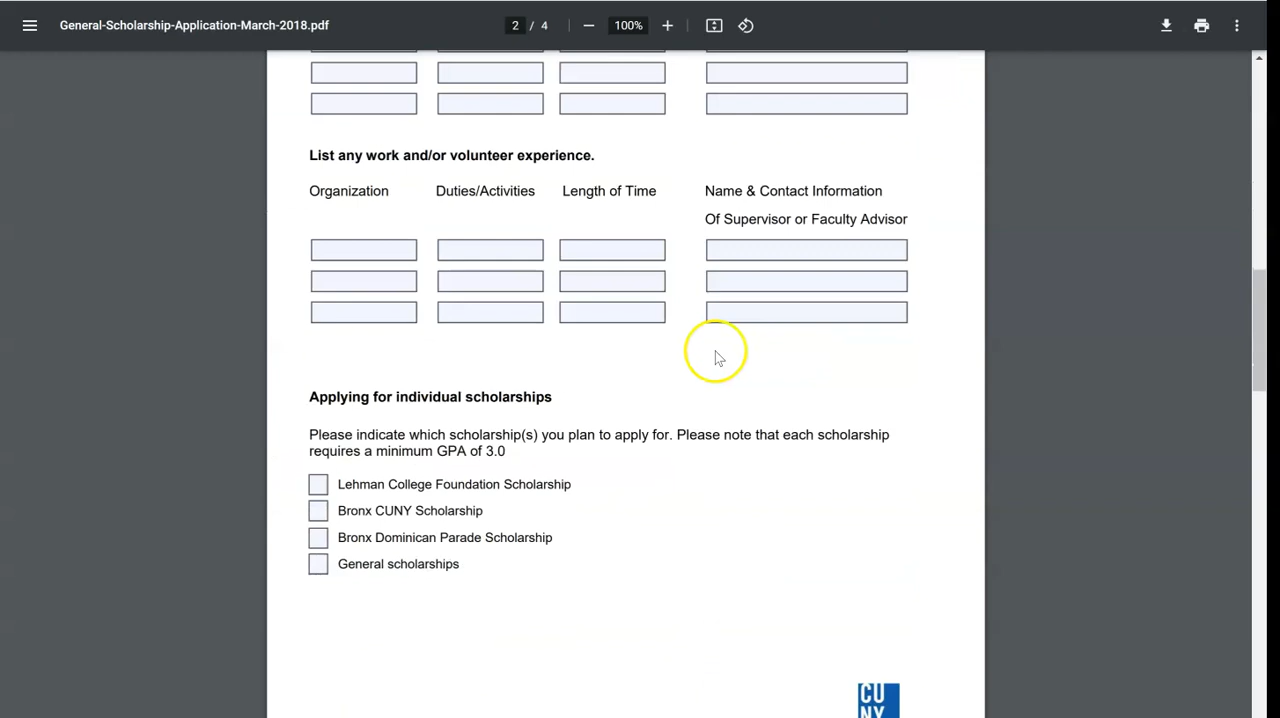 General-Scholarship-Application-March-2018.pdf 2 / 4 100%
List any work and/or volunteer experience.
Organization Duties/Activities Length of Time Name & Contact Information
Of Supervisor or Faculty Advisor
Applying for individual scholarships
Please indicate which scholarship(s) you plan to apply for. Please note that each scholarship
requires a minimum GPA of 3.0
Lehman College Foundation Scholarship
Bronx CUNY Scholarship
Bronx Dominican Parade Scholarship
General scholarships
CU
NY